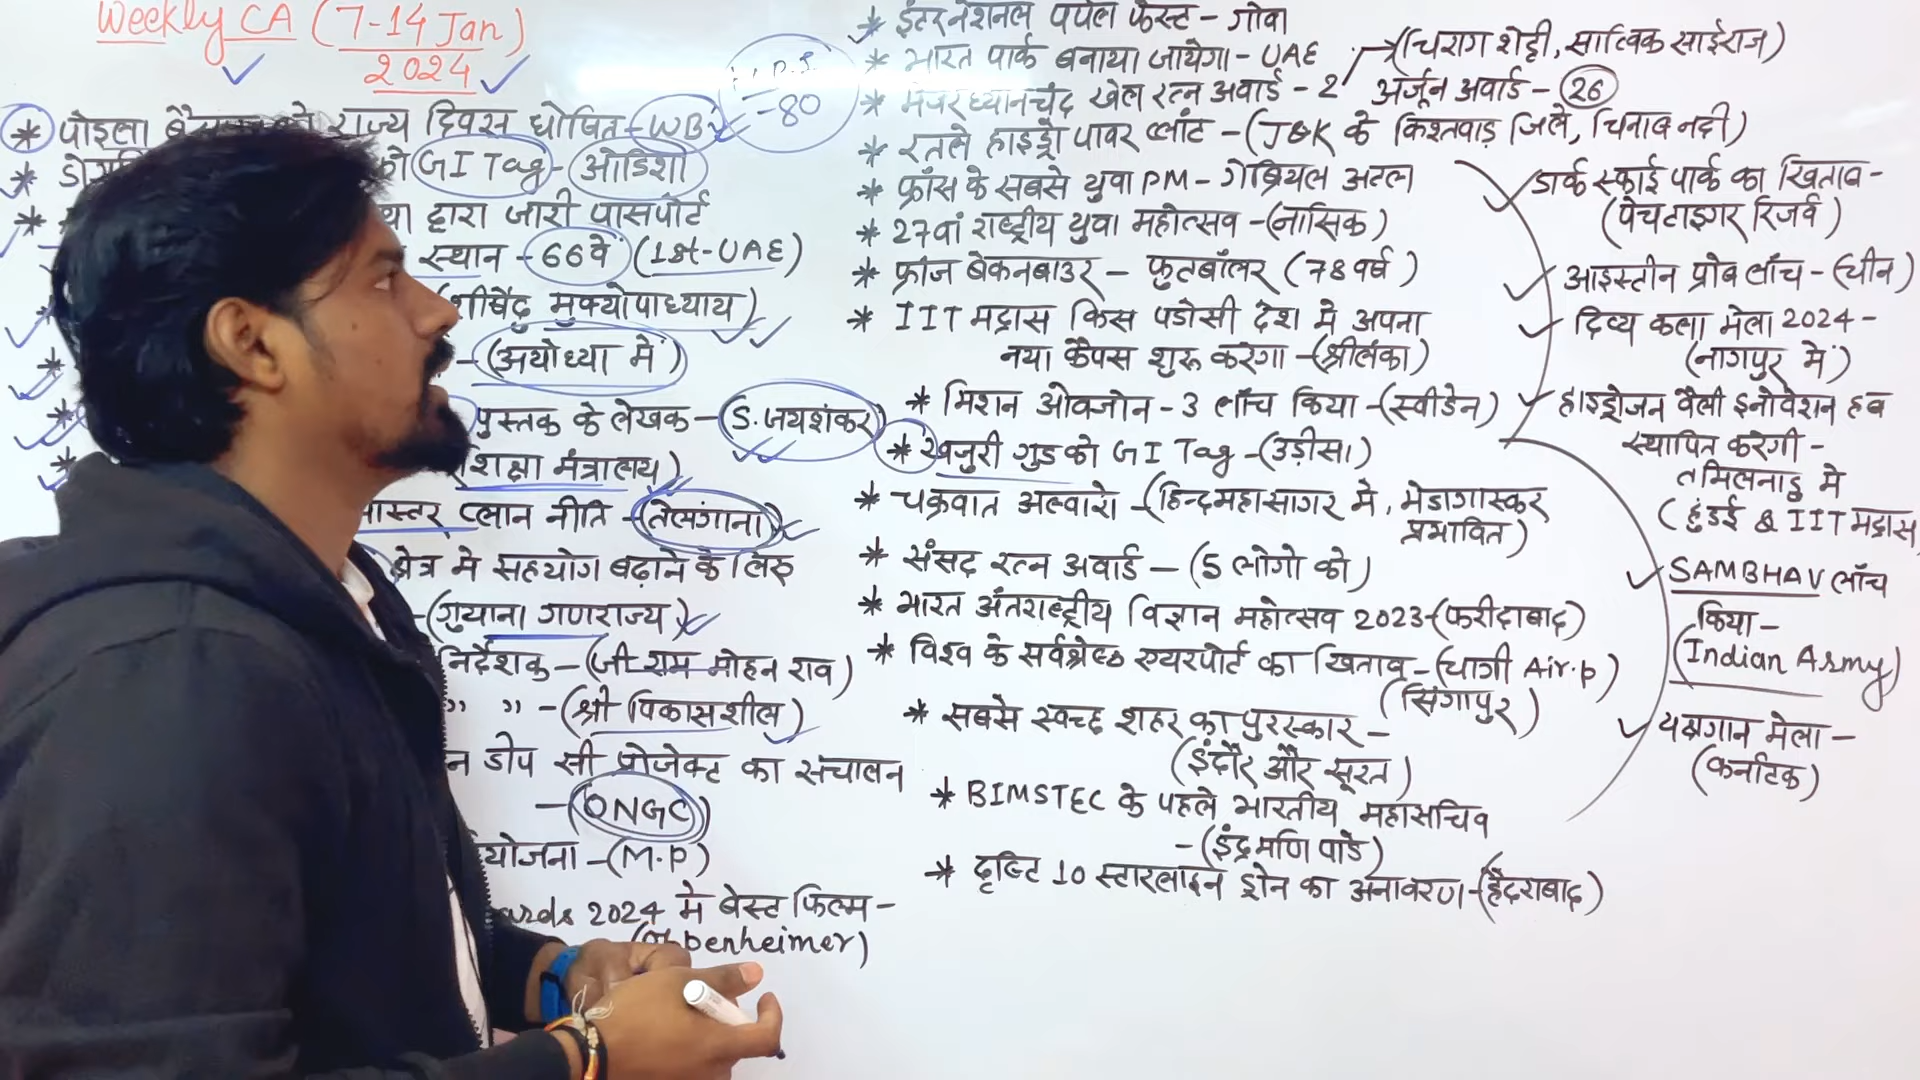 Weekly CA (7-14 Jan)
2024
* पोइला राज्य दिवस घोषित - WB
* को GI Tag - ओडिशा
* द्वारा जारी पासपोर्ट
स्थान - 66वें (1st-UAE)
(शीर्षेंदु मुख्योपाध्याय)
- (अयोध्या में)
पुस्तक के लेखक - S. जयशंकर
मंत्रालय)
मास्टर प्लान नीति - (तेलंगाना)
क्षेत्र मे सहयोग बढ़ाने के लिए
- (गुयाना गणराज्य)
निर्देशक - (जी राम मोहन राव)
" " - (श्री विकासशील)
डीप सी प्रोजेक्ट का संचालन
- (ONGC)
योजना - (M.P)
2024 मे बेस्ट फिल्म -
-80
* इंटरनेशनल पर्पल फेस्ट - गोवा
* भारत पार्क बनाया जायेगा - UAE
(चिराग शेट्टी, सात्विक साईराज)
* मेजर ध्यानचंद खेल रत्न अवार्ड - 2 अर्जून अवार्ड - 26
* रतले हाइड्रो पावर प्लांट - (J&K के किश्तवाड़ जिले, चिनाब नदी)
* फ्राँस के सबसे युवा PM - गेब्रियल अटल
* 27वां राष्ट्रीय युवा महोत्सव - (नासिक)
* फ्रांज बेकनबाउर - फुटबॉलर (78 वर्ष)
* IIT मद्रास किस पडोसी देश मे अपना
नया कैंपस शुरू करेगा - (श्रीलंका)
* मिशन ओक्जोन - 3 लॉंच किया - (स्वीडेन)
* खजुरी गुड को GI Tag - (उड़ीसा)
* चक्रवात अल्वारो - (हिन्दमहासागर मे, मेडागास्कर
प्रभावित)
* संसद रत्न अवार्ड - (5 लोगो को)
* भारत अंतराष्ट्रीय विज्ञान महोत्सव 2023 - (फरीदाबाद)
* विश्व के सर्वश्रेष्ठ एयरपोर्ट का खिताब - (चांगी Air.p)
(सिंगापुर)
* सबसे स्वच्छ शहर का पुरस्कार -
(इंदौर और सूरत)
* BIMSTEC के पहले भारतीय महासचिव
- (इंद्रमणि पांडे)
* दृष्टि 10 स्टारलाइन ड्रोन का अनावरण - (हैदराबाद)
डार्क स्काई पार्क का खिताब -
(पेंच टाइगर रिजर्व)
आइंस्तीन प्रोब लॉंच - (चीन)
दिव्य कला मेला 2024 -
(नागपुर में)
हाइड्रोजन वैली इनोवेशन हब
स्थापित करेगी -
तमिलनाडु मे
(हुंडई & IIT मद्रास)
SAMBHAV लॉंच
किया -
(Indian Army)
यक्षगान मेला -
(कर्नाटक)